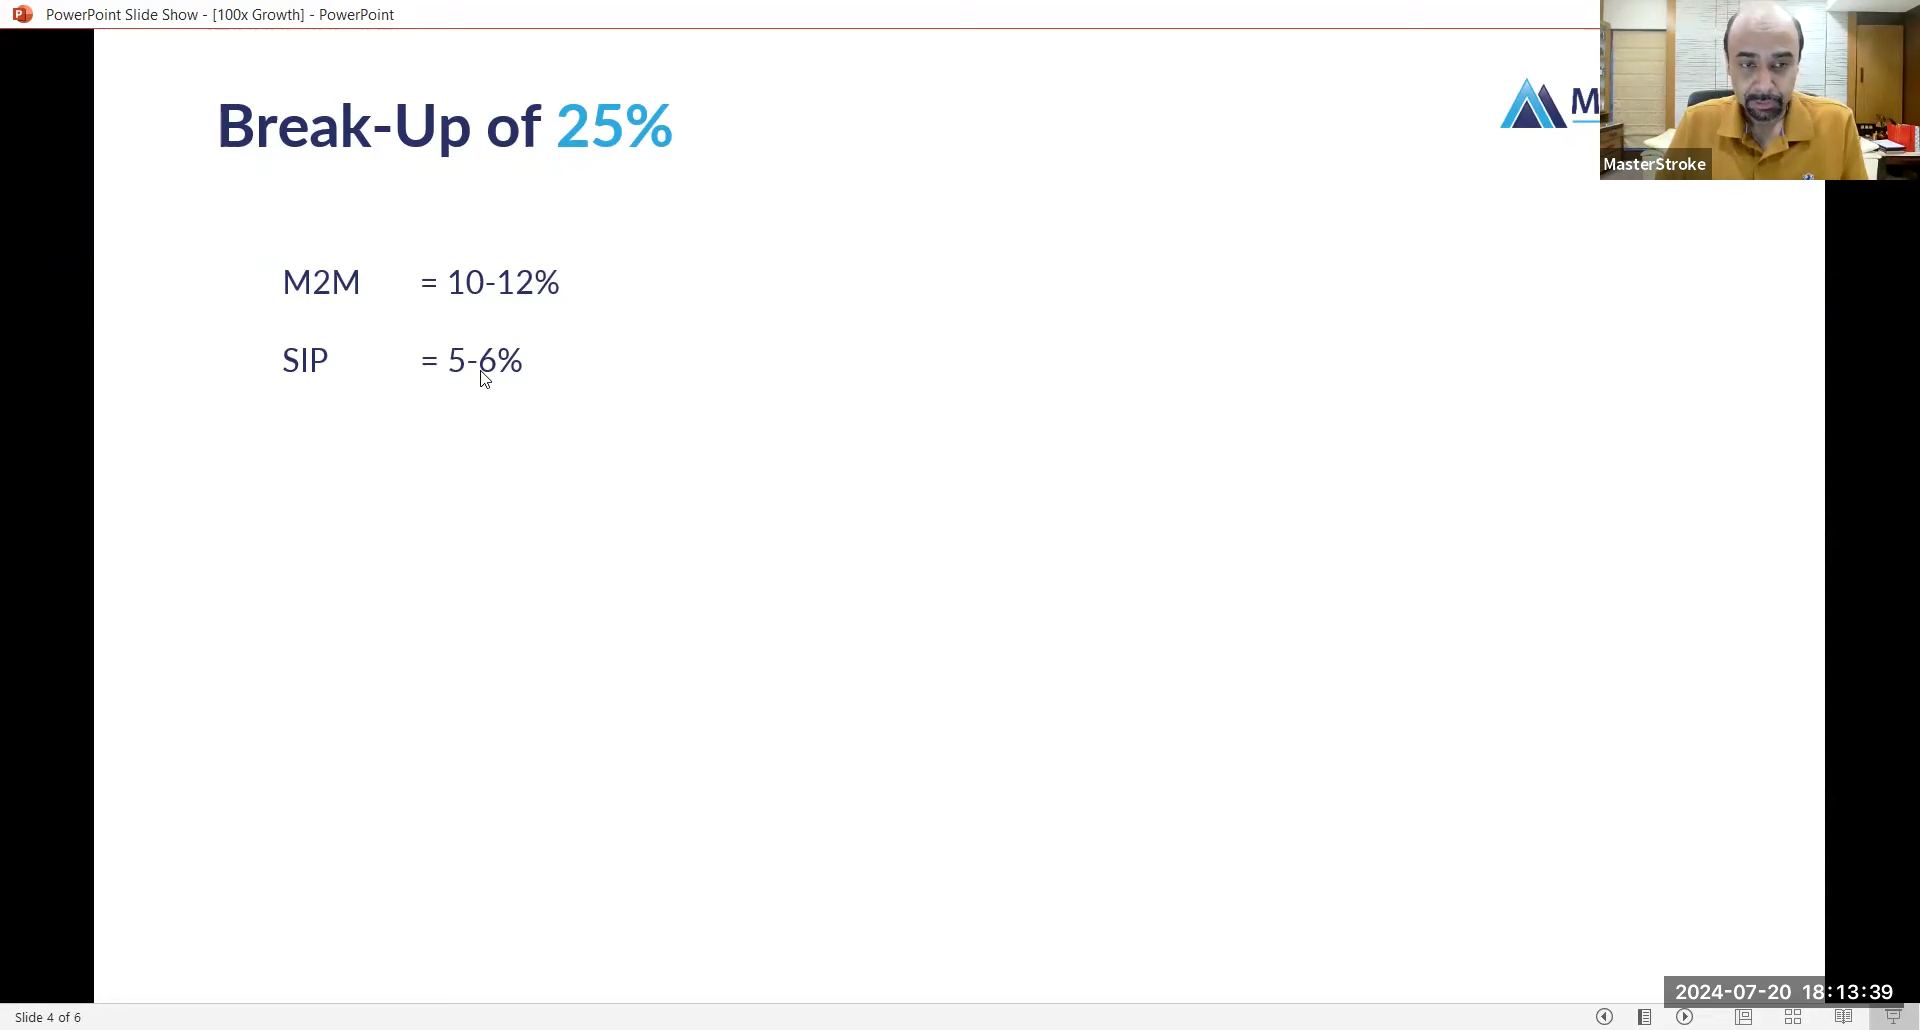 PowerPoint Slide Show - [100x Growth] - PowerPoint
Break-Up of 25%
M
MasterStroke
M2M = 10-12%
SIP = 5-6%
2024-07-20 18:13:39
Slide 4 of 6